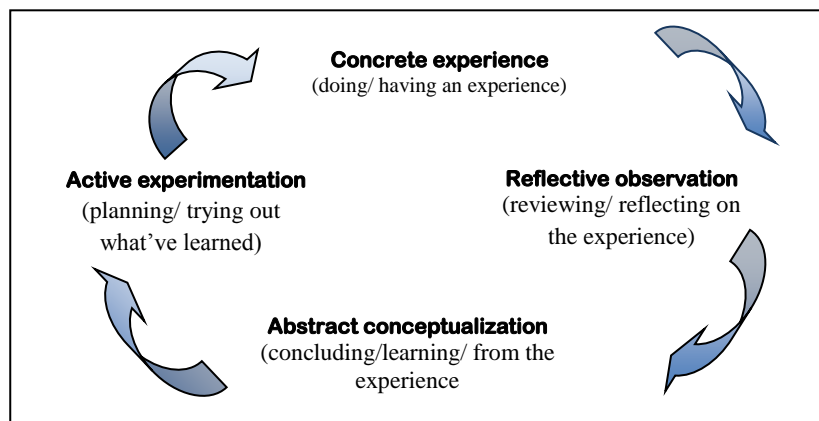 Concrete experience
(doing/ having an experience)
Active experimentation
(planning/ trying out
what've learned)
Reflective observation
(reviewing/ reflecting on
the experience)
Abstract conceptualization
(concluding/learning/ from the
experience